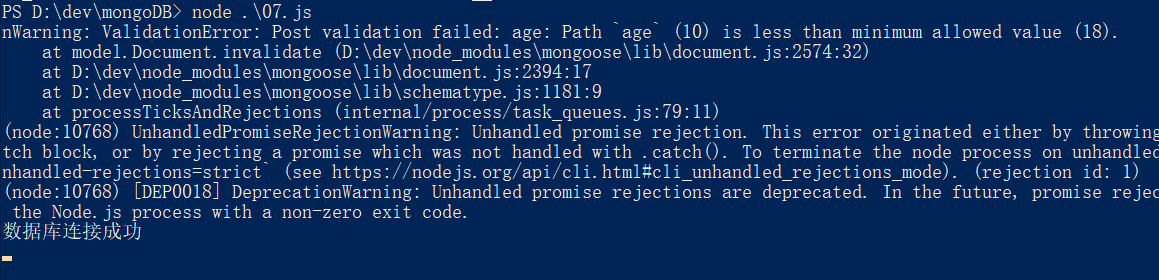 PS D:\dev\mongoDB> node .\07.js
nWarning: ValidationError: Post validation failed: age: Path `age` (10) is less than minimum allowed value (18).
    at model.Document.invalidate (D:\dev\node_modules\mongoose\lib\document.js:2574:32)
    at D:\dev\node_modules\mongoose\lib\document.js:2394:17
    at D:\dev\node_modules\mongoose\lib\schematype.js:1181:9
    at processTicksAndRejections (internal/process/task_queues.js:79:11)
(node:10768) UnhandledPromiseRejectionWarning: Unhandled promise rejection. This error originated either by throwing
tch block, or by rejecting a promise which was not handled with .catch(). To terminate the node process on unhandled
nhandled-rejections=strict` (see https://nodejs.org/api/cli.html#cli_unhandled_rejections_mode). (rejection id: 1)
(node:10768) [DEP0018] DeprecationWarning: Unhandled promise rejections are deprecated. In the future, promise rejec
 the Node.js process with a non-zero exit code.
数据库连接成功